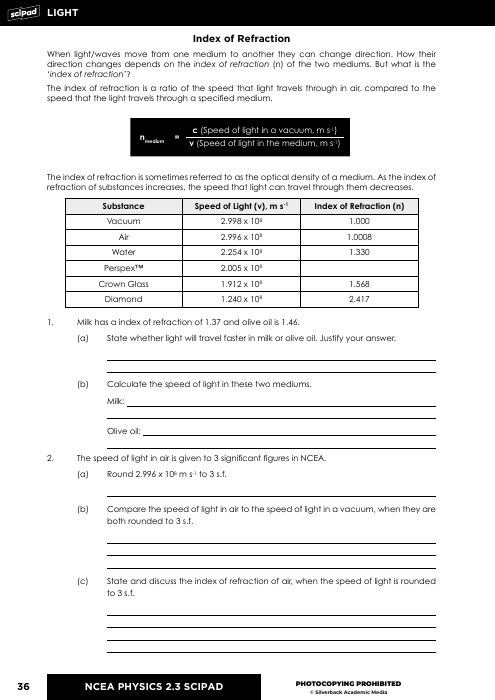 scipad LIGHT
Index of Refraction
When light/waves move from one medium to another they can change direction. How their
direction changes depends on the index of refraction (n) of the two mediums. But what is the
'index of refraction'?
The index of refraction is a ratio of the speed that light travels through in air, compared to the
speed that the light travels through a specified medium.
n medium = c (Speed of light in a vacuum, m s⁻¹)
v (Speed of light in the medium, m s⁻¹)
The index of refraction is sometimes referred to as the optical density of a medium. As the index of
refraction of substances increases, the speed that light can travel through them decreases.
Substance Speed of Light (v), m s⁻¹ Index of Refraction (n)
Vacuum 2.998 x 10⁸ 1.000
Air 2.996 x 10⁸ 1.0008
Water 2.254 x 10⁸ 1.330
Perspex™ 2.005 x 10⁸
Crown Glass 1.912 x 10⁸ 1.568
Diamond 1.240 x 10⁸ 2.417
1. Milk has a index of refraction of 1.37 and olive oil is 1.46.
(a) State whether light will travel faster in milk or olive oil. Justify your answer.
(b) Calculate the speed of light in these two mediums.
Milk:
Olive oil:
2. The speed of light in air is given to 3 significant figures in NCEA.
(a) Round 2.996 x 10⁸ m s⁻¹ to 3 s.f.
(b) Compare the speed of light in air to the speed of light in a vacuum, when they are
both rounded to 3 s.f.
(c) State and discuss the index of refraction of air, when the speed of light is rounded
to 3 s.f.
36 NCEA PHYSICS 2.3 SCIPAD PHOTOCOPYING PROHIBITED
© Silverback Academic Media